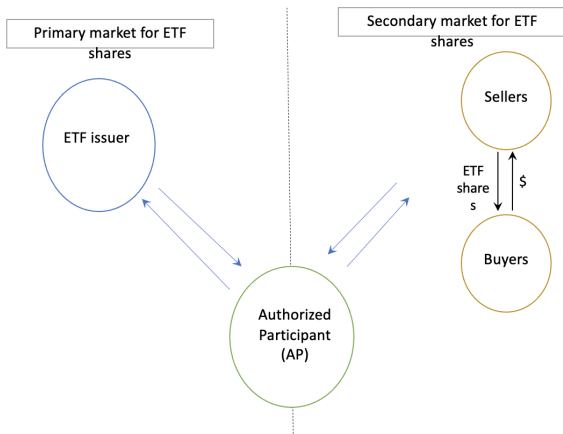 Primary market for ETF
shares
Secondary market for ETF
shares
ETF issuer
Sellers
ETF
share
s
$
Buyers
Authorized
Participant
(AP)